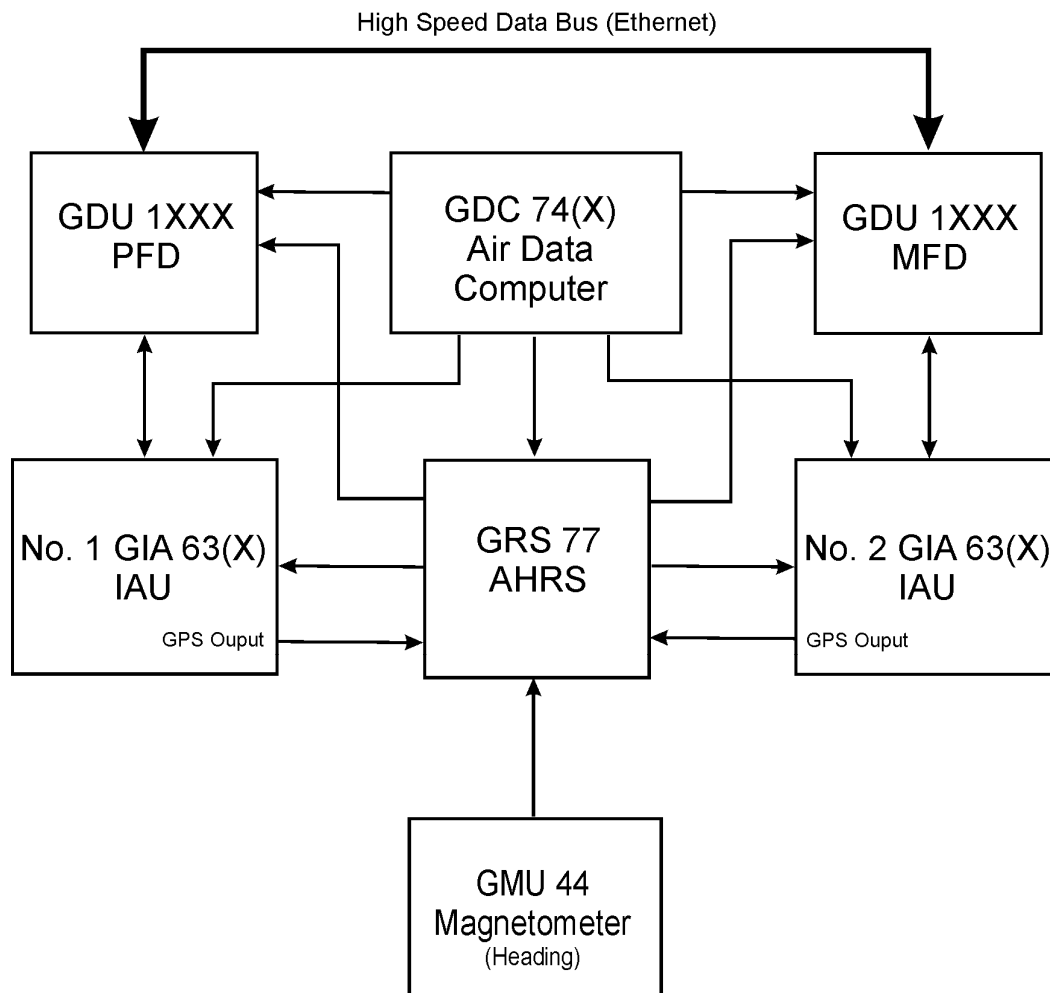 High Speed Data Bus (Ethernet)
GDU 1XXX
PFD
GDC 74(X)
Air Data
Computer
GDU 1XXX
MFD
No. 1 GIA 63(X)
IAU
GPS Ouput
GRS 77
AHRS
No. 2 GIA 63(X)
IAU
GPS Ouput
GMU 44
Magnetometer
(Heading)